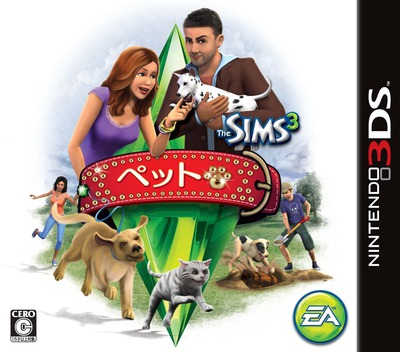 The SIMS 3
ペット
NINTENDO 3DS
CERO
C
EA